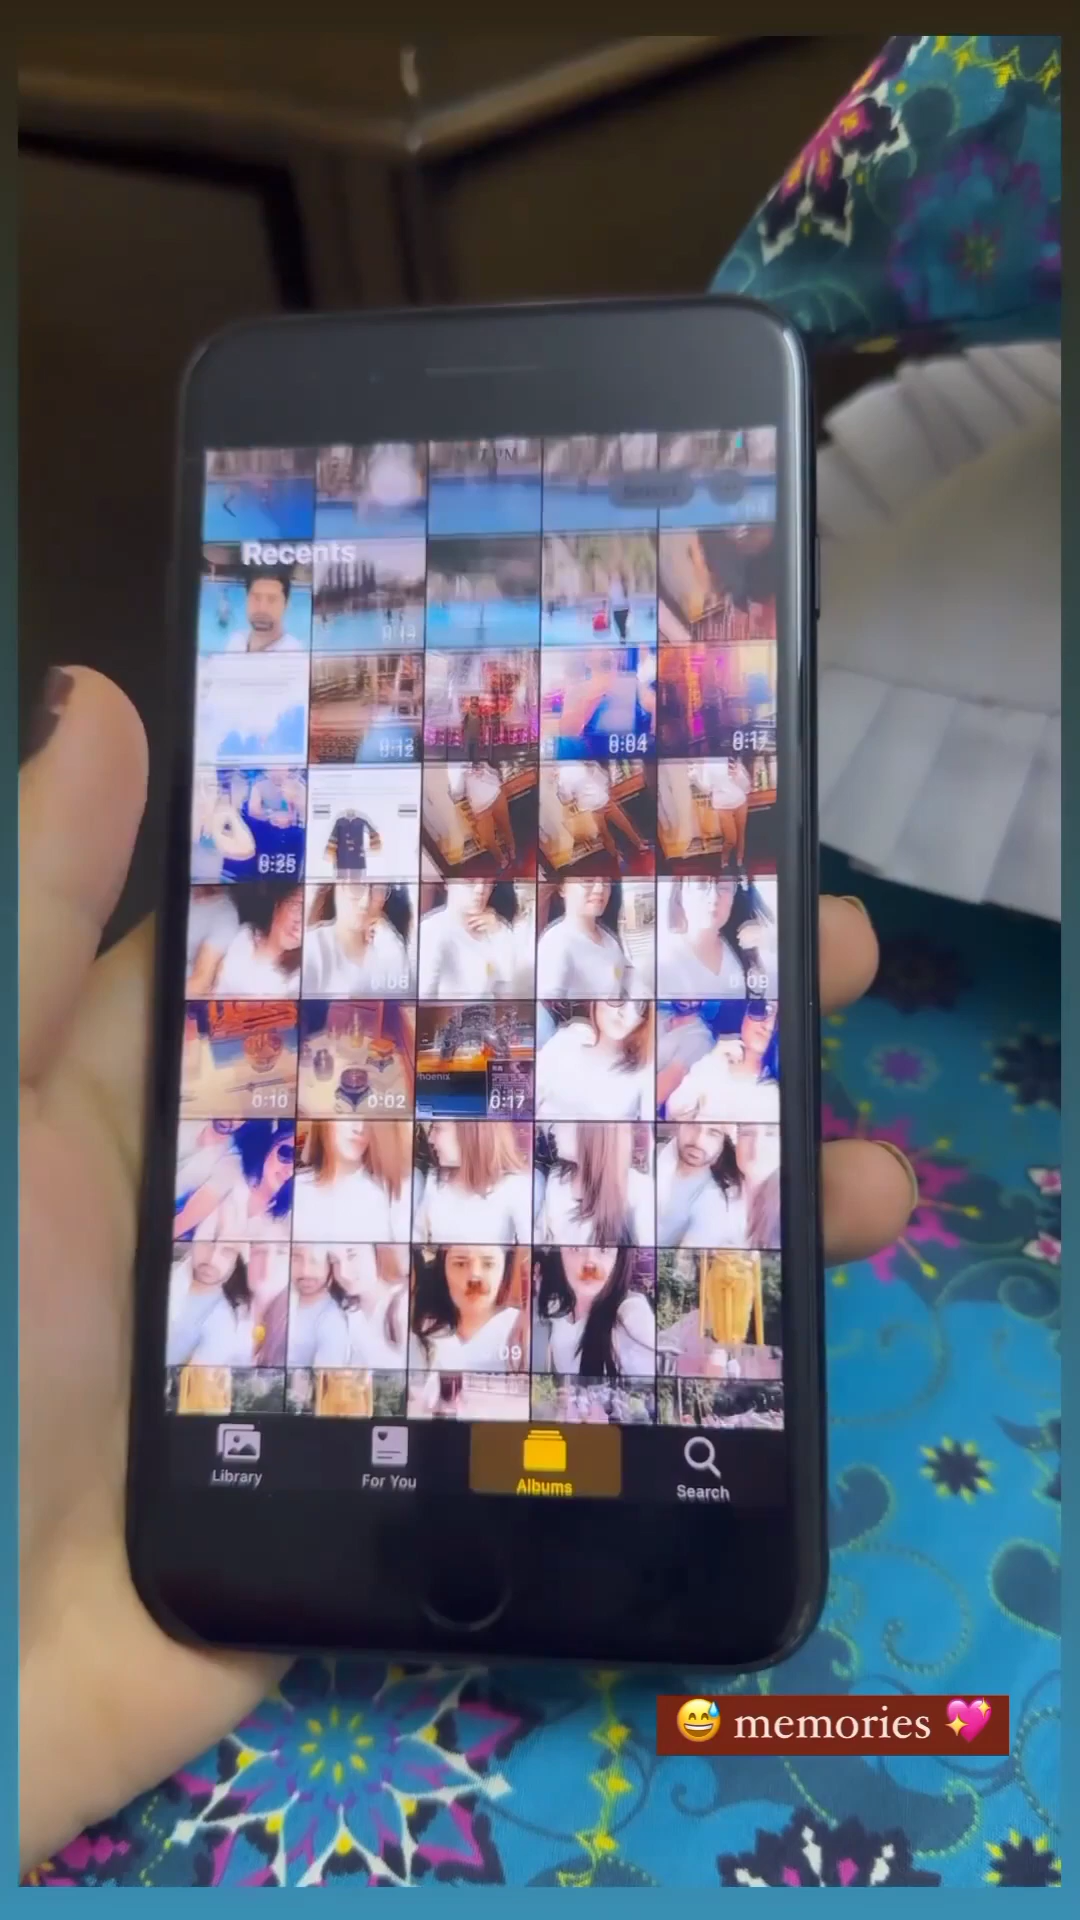 Recents
0:12
0:04
0:17
0:25
0:06
0:09
0:10
0:02
0:17
Library
For You
Albums
Search
😅 memories 💖